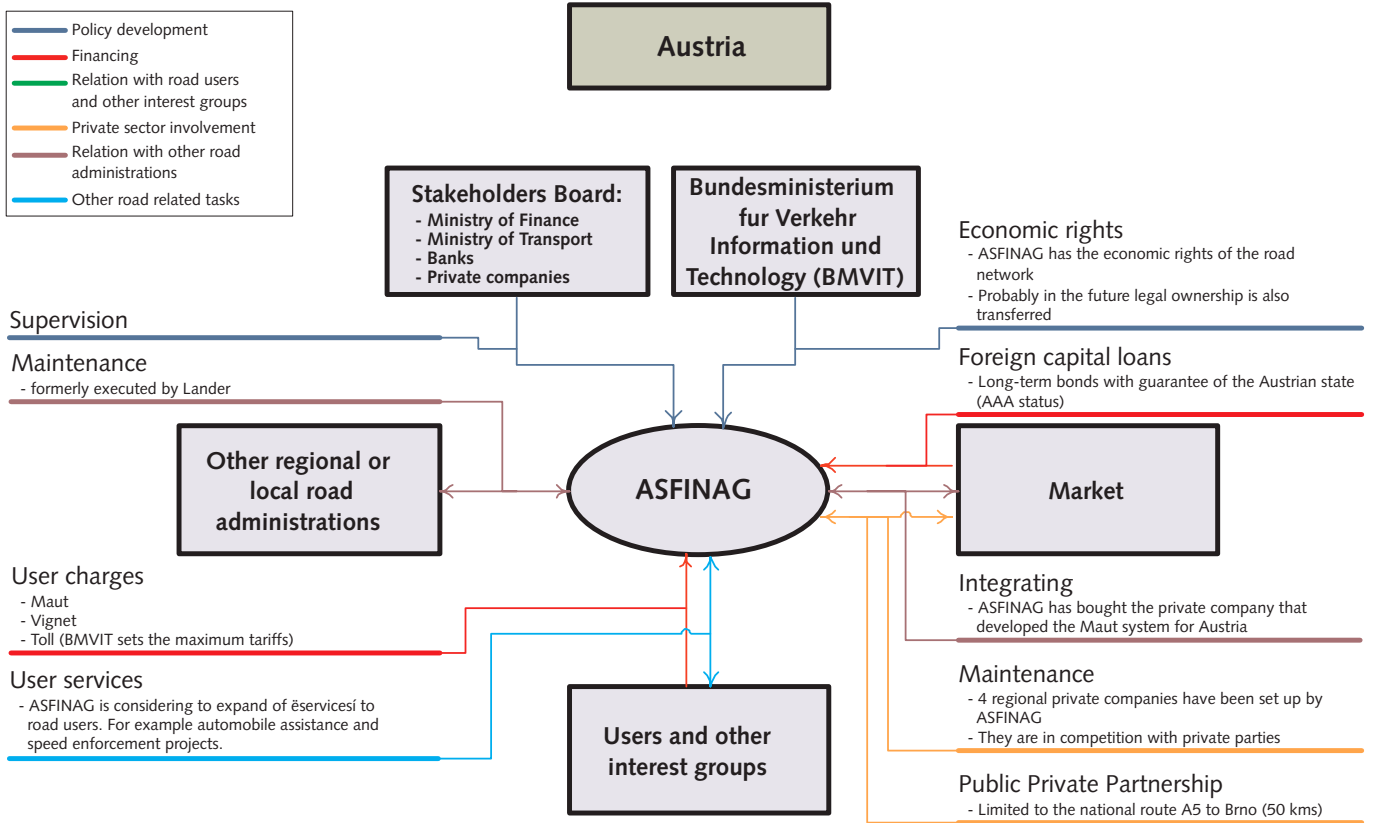 Policy development
Financing
Relation with road users
and other interest groups
Private sector involvement
Relation with other road
administrations
Other road related tasks
Austria
Stakeholders Board:
- Ministry of Finance
- Ministry of Transport
- Banks
- Private companies
Bundesministerium
fur Verkehr
Information und
Technology (BMVIT)
Economic rights
- ASFINAG has the economic rights of the road
network
- Probably in the future legal ownership is also
transferred
Supervision
Maintenance
- formerly executed by Lander
Foreign capital loans
- Long-term bonds with guarantee of the Austrian state
(AAA status)
Other regional or
local road
administrations
ASFINAG
Market
User charges
- Maut
- Vignet
- Toll (BMVIT sets the maximum tariffs)
User services
- ASFINAG is considering to expand of ëservicesí to
road users. For example automobile assistance and
speed enforcement projects.
Users and other
interest groups
Integrating
- ASFINAG has bought the private company that
developed the Maut system for Austria
Maintenance
- 4 regional private companies have been set up by
ASFINAG
- They are in competition with private parties
Public Private Partnership
- Limited to the national route A5 to Brno (50 kms)